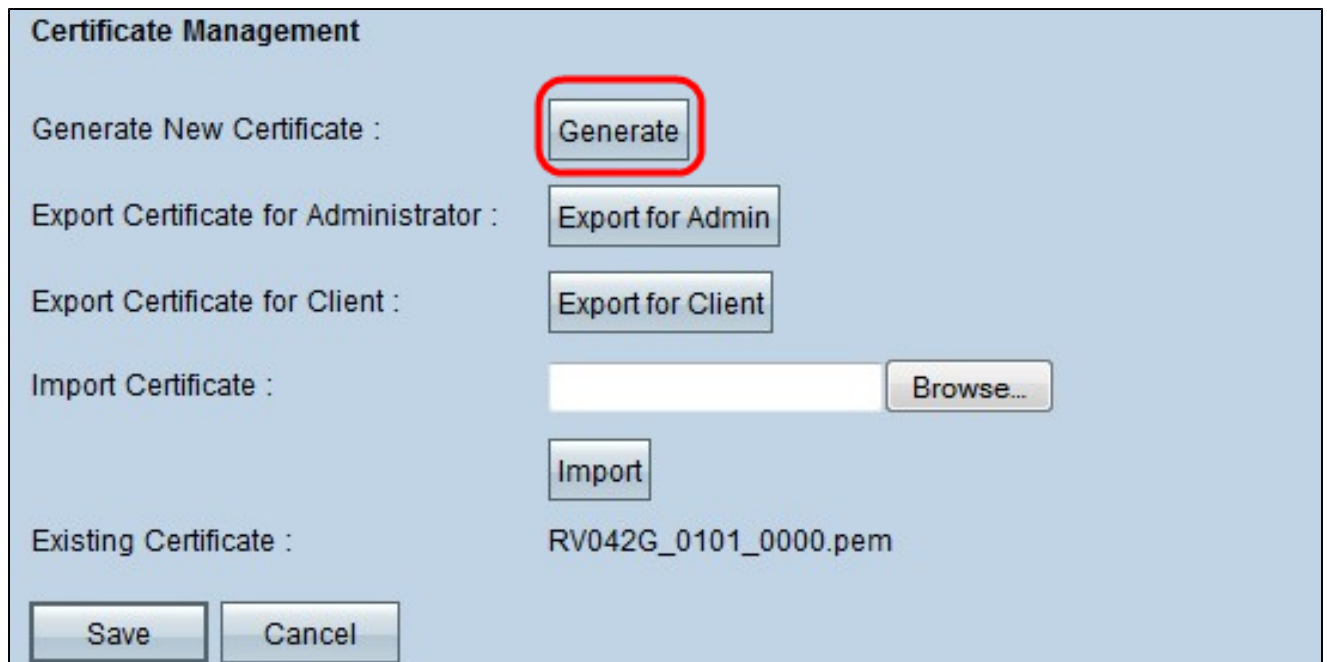 Certificate Management
Generate New Certificate : Generate
Export Certificate for Administrator : Export for Admin
Export Certificate for Client : Export for Client
Import Certificate : Browse...
Import
Existing Certificate : RV042G_0101_0000.pem
Save Cancel